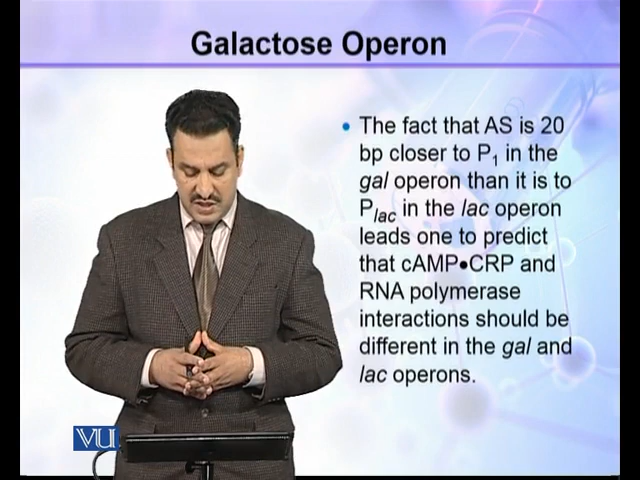 Galactose Operon
• The fact that AS is 20
bp closer to P1 in the
gal operon than it is to
Plac in the lac operon
leads one to predict
that cAMP•CRP and
RNA polymerase
interactions should be
different in the gal and
lac operons.
VU